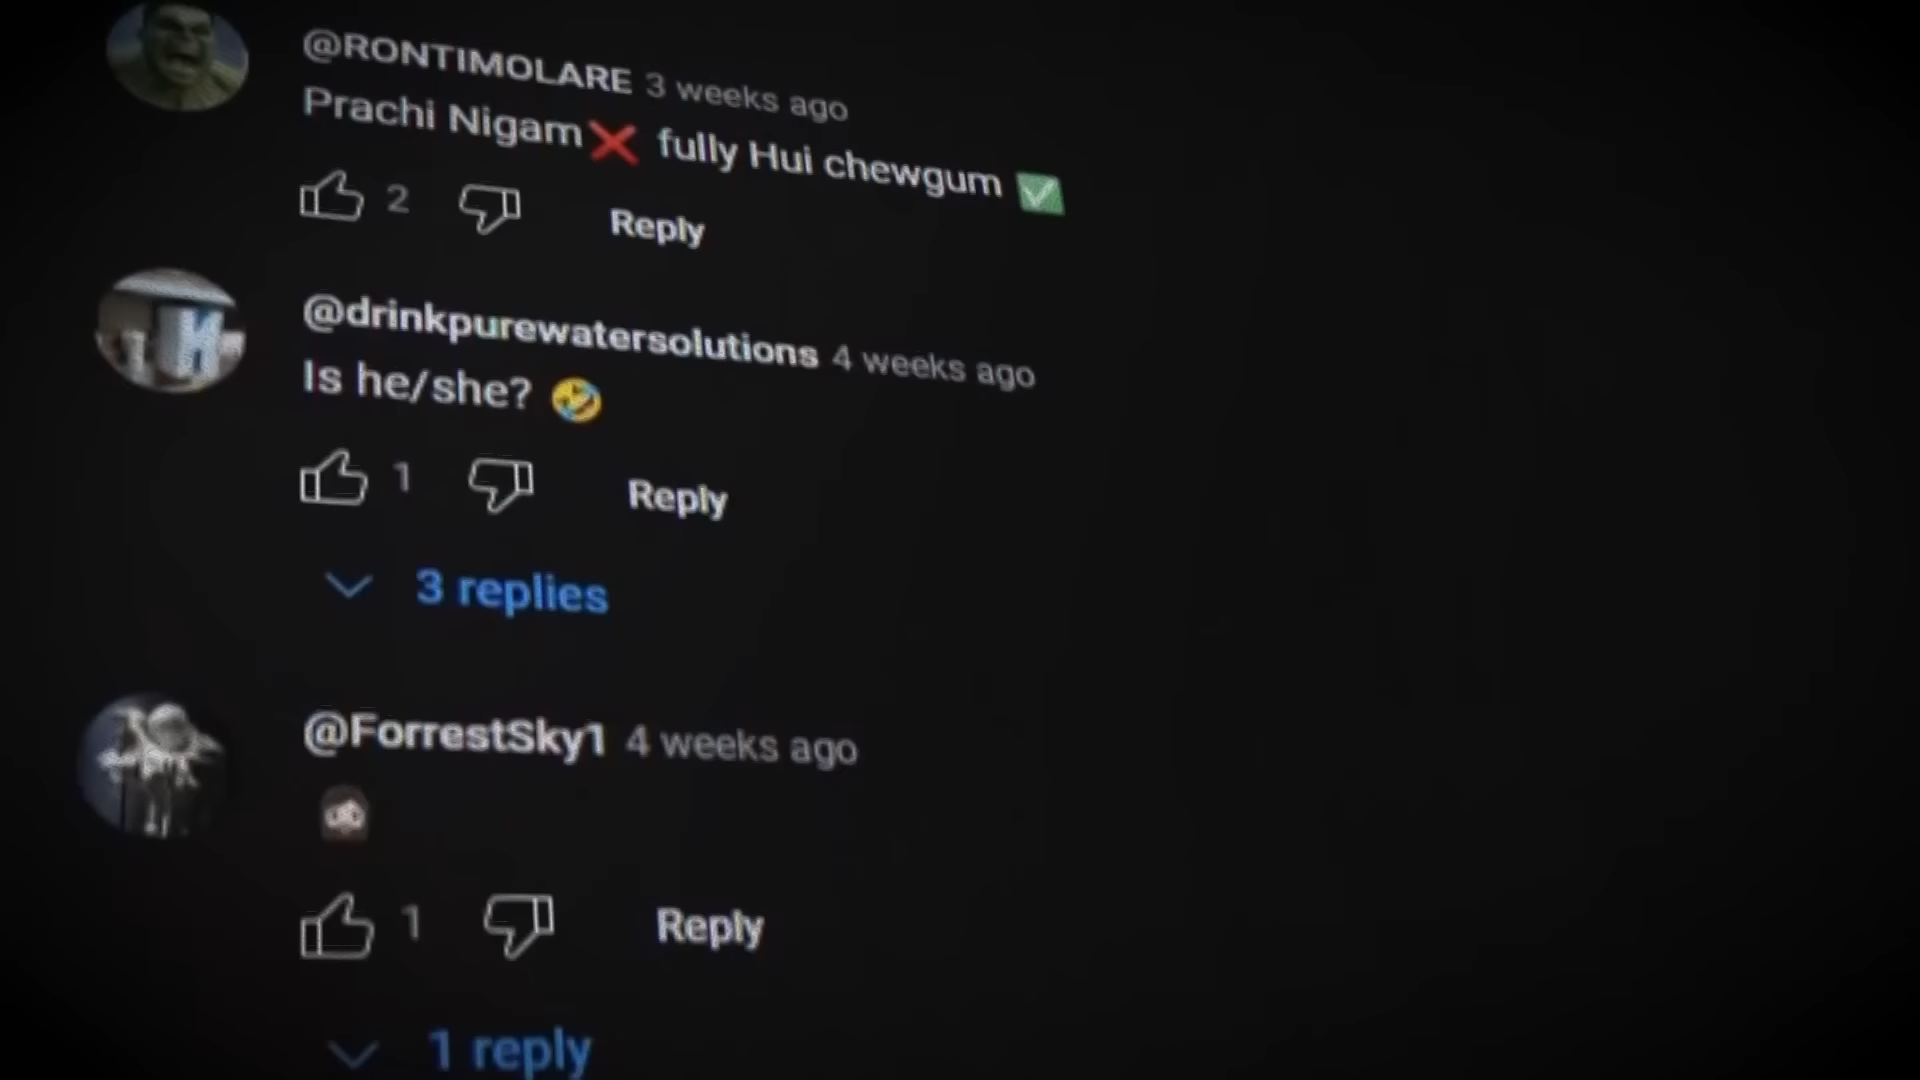 @RONTIMOLARE 3 weeks ago
Prachi Nigam❌ fully Hui chewgum ✅
2 Reply
@drinkpurewatersolutions 4 weeks ago
Is he/she? 🤣
1 Reply
3 replies
@ForrestSky1 4 weeks ago
1 Reply
1 reply